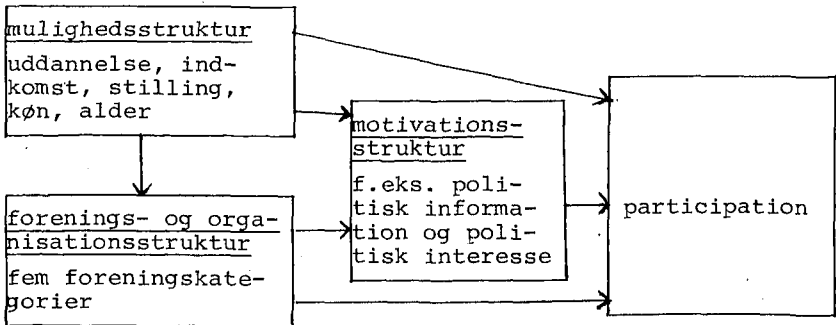 mulighedsstruktur
uddannelse, ind-
komst, stilling,
køn, alder
forenings- og orga-
nisationsstruktur
fem foreningskate-
gorier
motivations-
struktur
f.eks. poli-
tisk informa-
tion og poli-
tisk interesse
participation